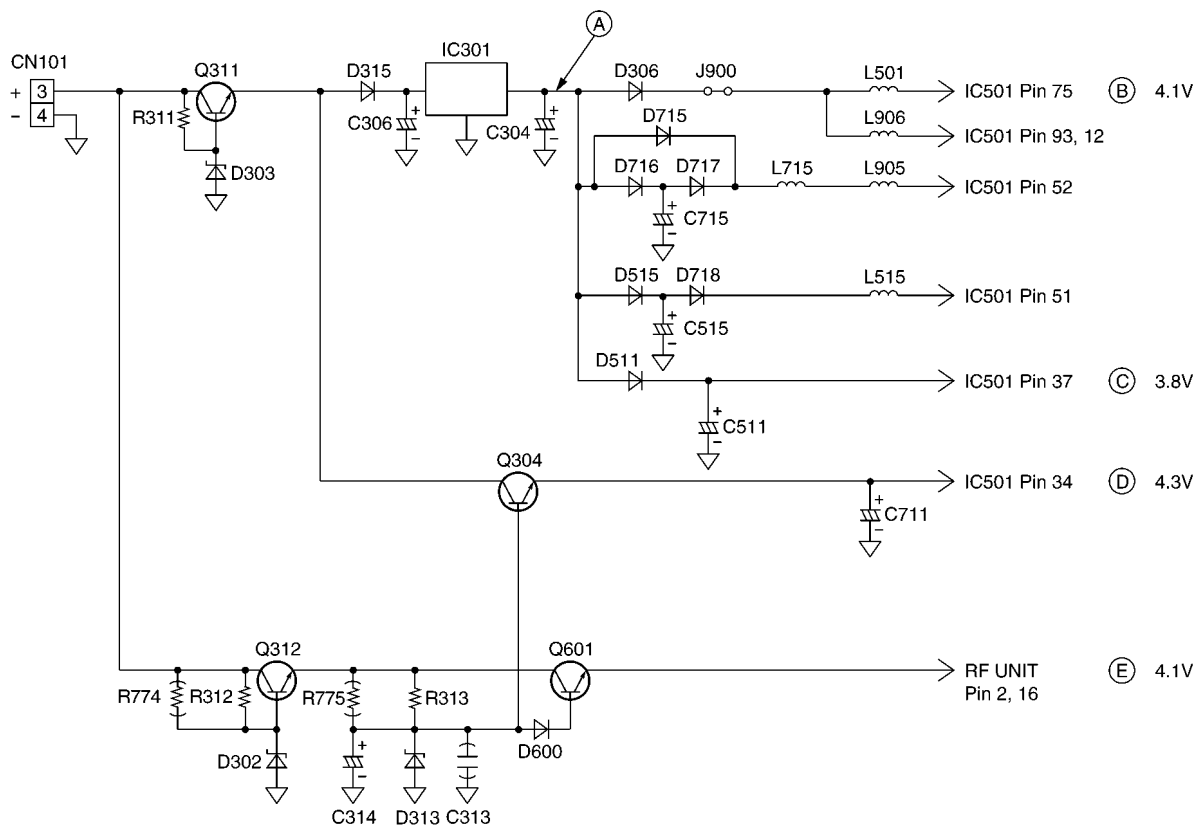 A
CN101
Q311
D315
IC301
D306
J900
L501
+
3
IC501 Pin 75
B
4.1V
-
4
R311
C306
+
-
C304
+
-
D715
L906
IC501 Pin 93, 12
D303
D716
D717
L715
L905
IC501 Pin 52
+
-
C715
D515
D718
L515
IC501 Pin 51
+
-
C515
D511
IC501 Pin 37
C
3.8V
+
-
C511
Q304
IC501 Pin 34
D
4.3V
+
-
C711
Q312
Q601
RF UNIT
Pin 2, 16
E
4.1V
R774
R312
R775
R313
D302
+
-
D600
C314
D313
C313